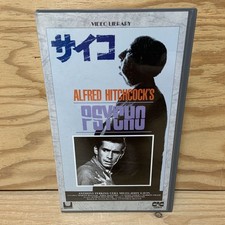 VIDEO LIBRARY
サイコ
ALFRED HITCHCOCK'S
PSYCHO
CIC